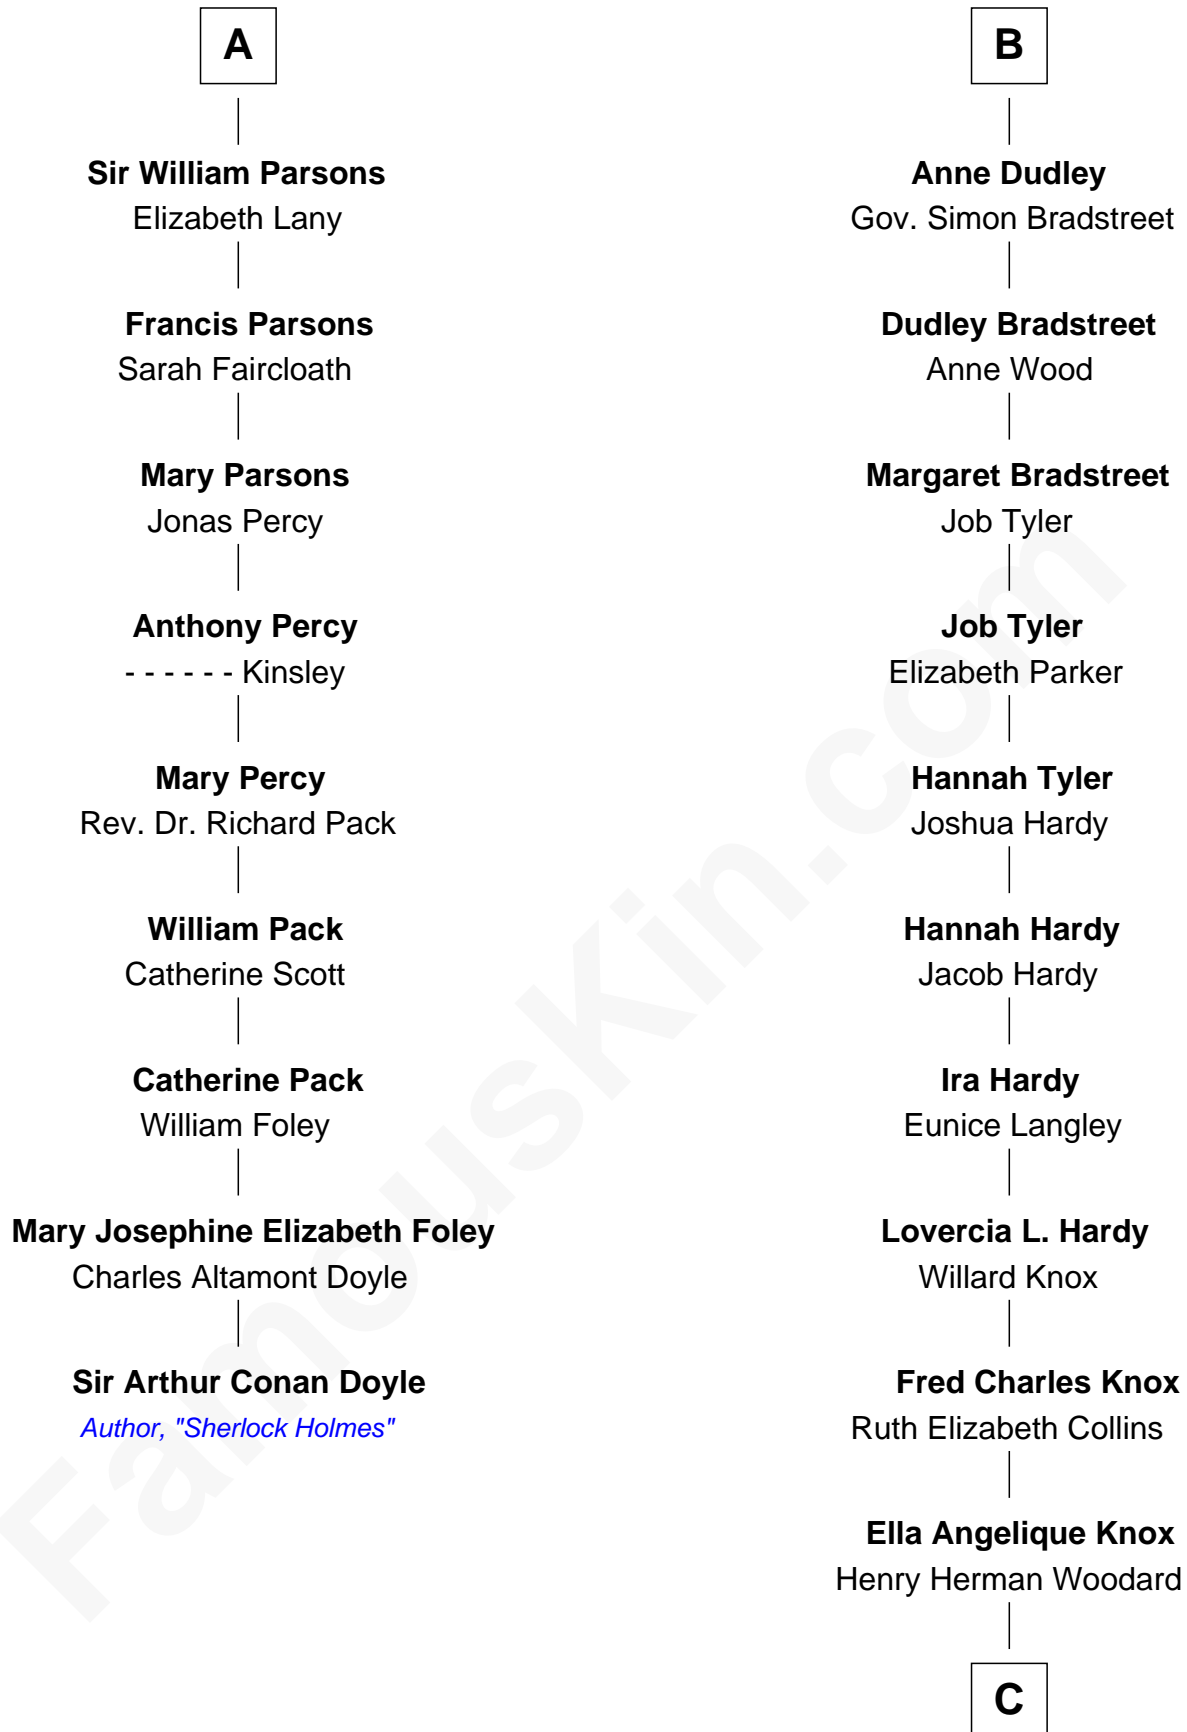 A
Sir William Parsons
Elizabeth Lany
Francis Parsons
Sarah Faircloath
Mary Parsons
Jonas Percy
Anthony Percy
- - - - - - Kinsley
Mary Percy
Rev. Dr. Richard Pack
William Pack
Catherine Scott
Catherine Pack
William Foley
Mary Josephine Elizabeth Foley
Charles Altamont Doyle
Sir Arthur Conan Doyle
Author, "Sherlock Holmes"
B
Anne Dudley
Gov. Simon Bradstreet
Dudley Bradstreet
Anne Wood
Margaret Bradstreet
Job Tyler
Job Tyler
Elizabeth Parker
Hannah Tyler
Joshua Hardy
Hannah Hardy
Jacob Hardy
Ira Hardy
Eunice Langley
Lovercia L. Hardy
Willard Knox
Fred Charles Knox
Ruth Elizabeth Collins
Ella Angelique Knox
Henry Herman Woodard
C
FamousKin.com